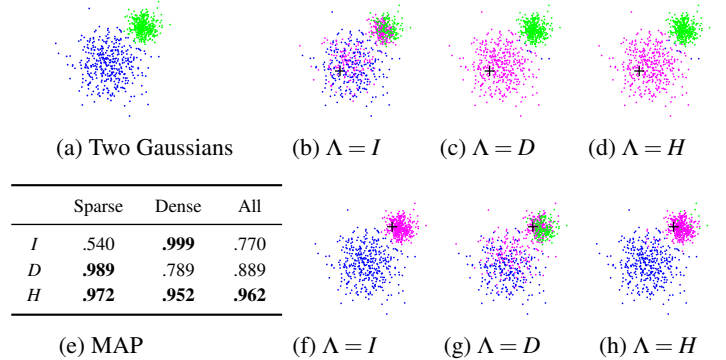 (a) Two Gaussians
(b) Λ = I
(c) Λ = D
(d) Λ = H
Sparse Dense All
I .540 .999 .770
D .989 .789 .889
H .972 .952 .962
(e) MAP
(f) Λ = I
(g) Λ = D
(h) Λ = H